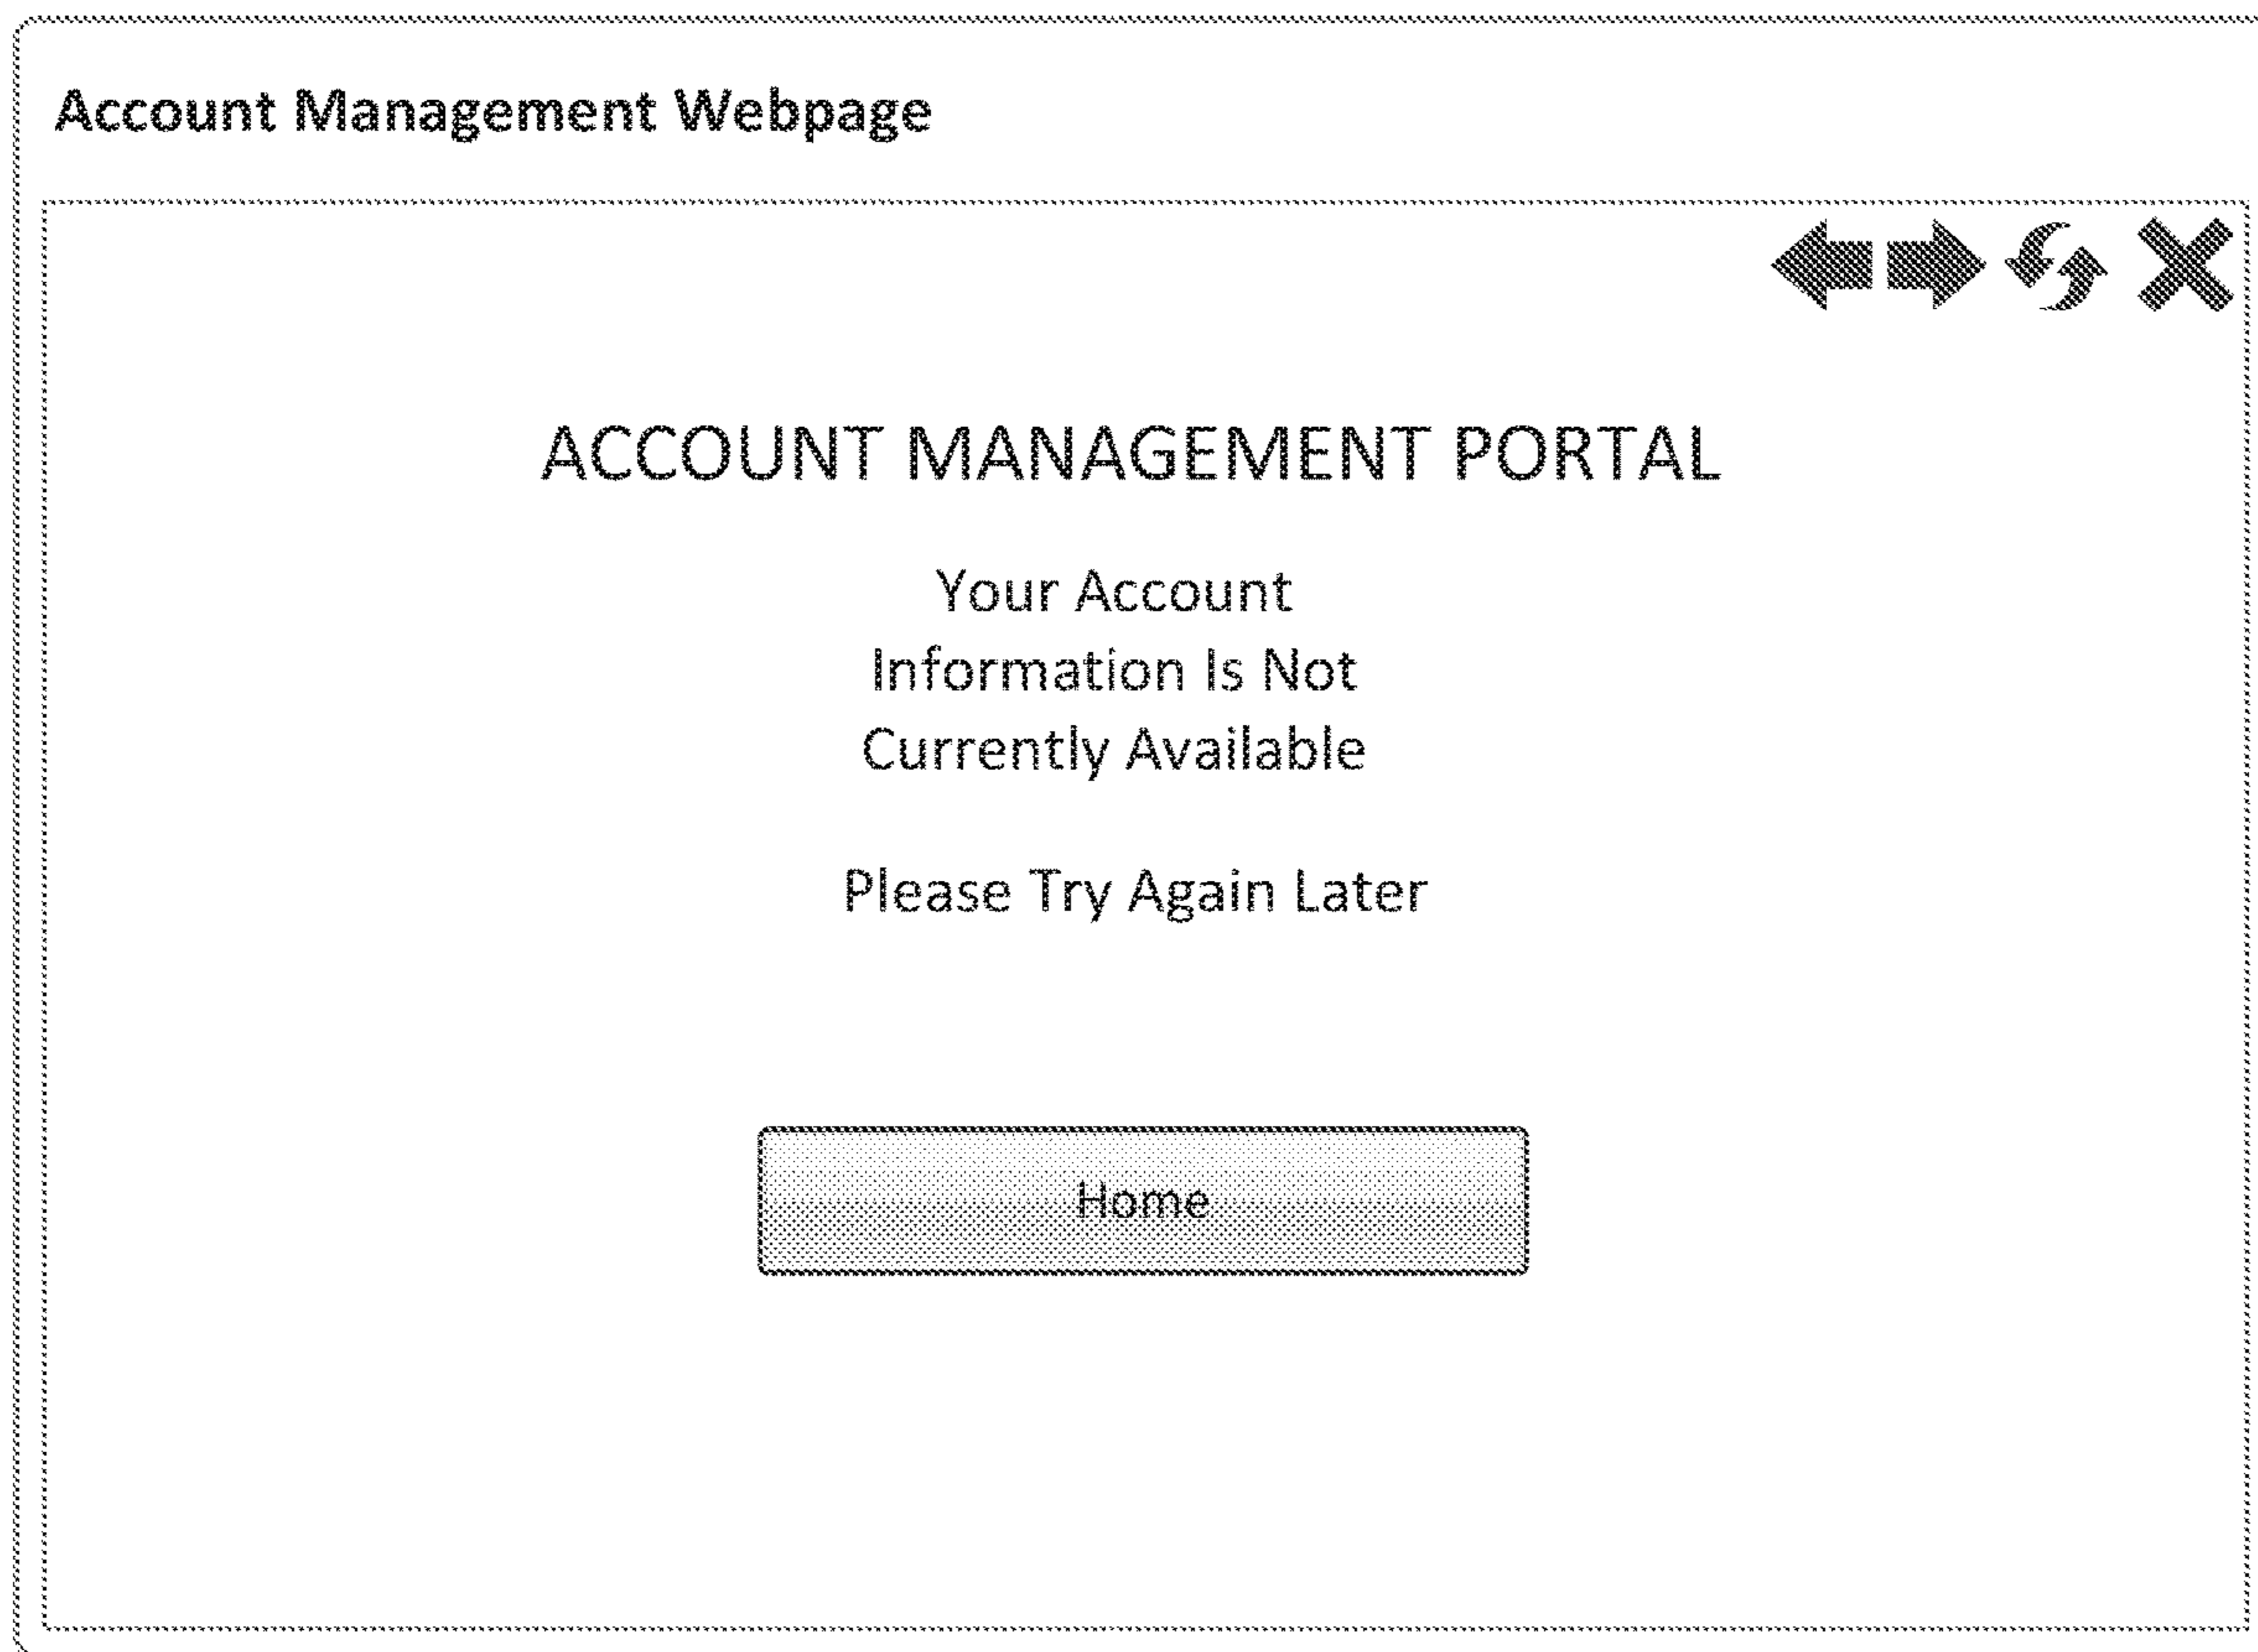 Account Management Webpage
ACCOUNT MANAGEMENT PORTAL
Your Account
Information Is Not
Currently Available
Please Try Again Later
Home